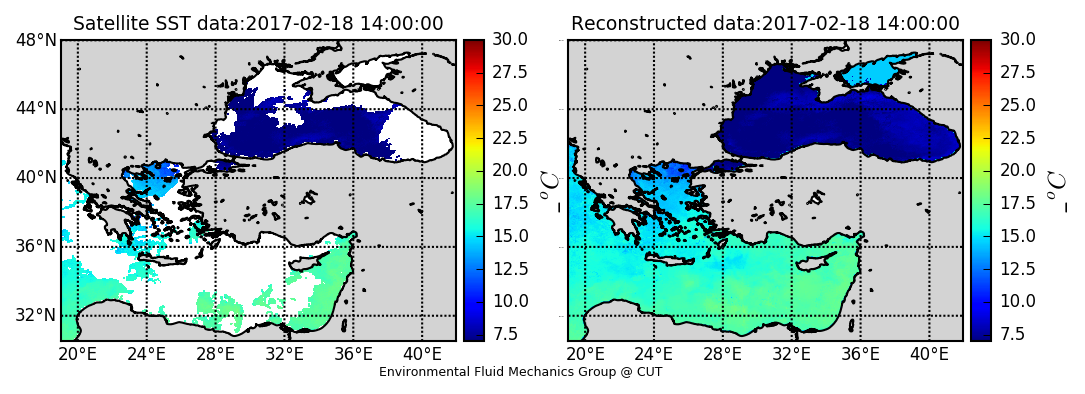 Satellite SST data:2017-02-18 14:00:00
Reconstructed data:2017-02-18 14:00:00
48°N
44°N
40°N
36°N
32°N
20°E 24°E 28°E 32°E 36°E 40°E
30.0
27.5
25.0
22.5
20.0
17.5
15.0
12.5
10.0
7.5
_ °C
20°E 24°E 28°E 32°E 36°E 40°E
30.0
27.5
25.0
22.5
20.0
17.5
15.0
12.5
10.0
7.5
_ °C
Environmental Fluid Mechanics Group @ CUT